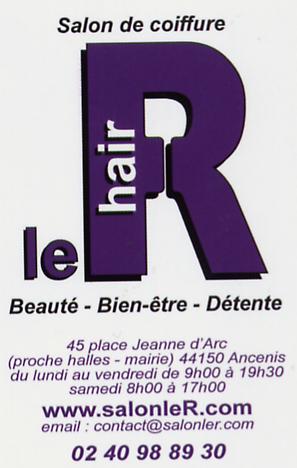 Salon de coiffure
le hair R
Beauté - Bien-être - Détente
45 place Jeanne d'Arc
(proche halles - mairie) 44150 Ancenis
du lundi au vendredi de 9h00 à 19h30
samedi 8h00 à 17h00
www.salonleR.com
email : contact@salonler.com
02 40 98 89 30